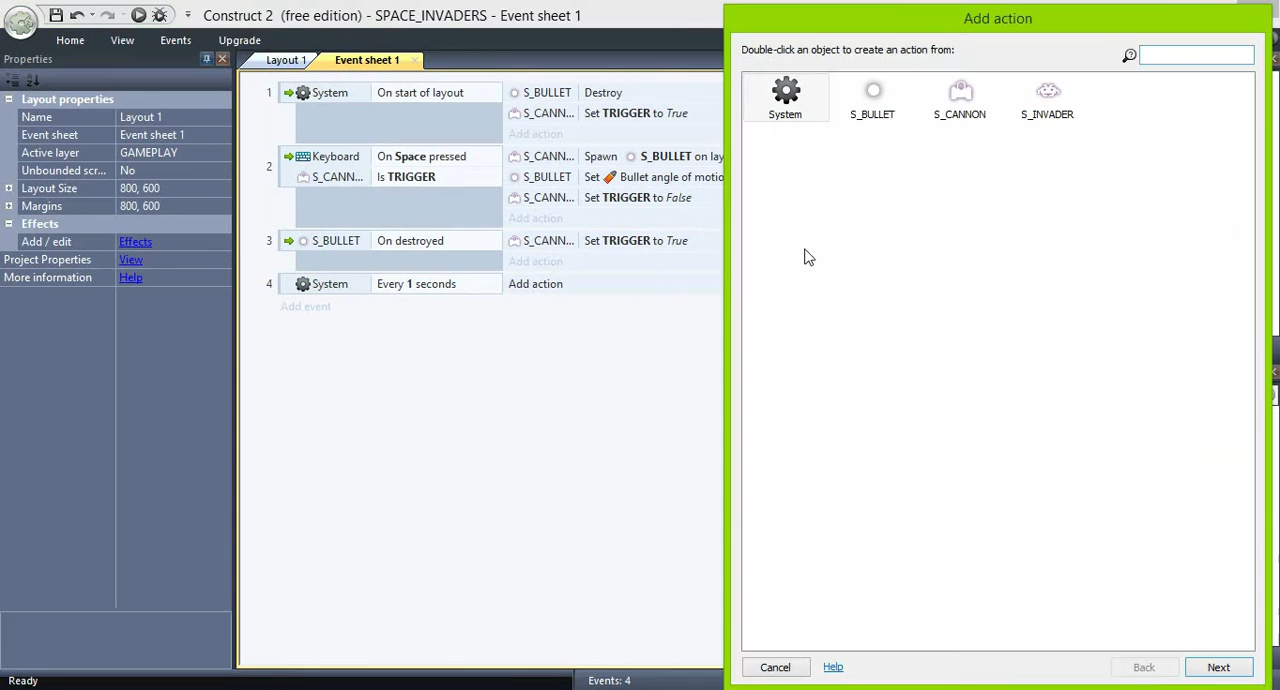 Construct 2 (free edition) - SPACE_INVADERS - Event sheet 1
Home View Events Upgrade
Properties
Layout properties
Name Layout 1
Event sheet Event sheet 1
Active layer GAMEPLAY
Unbounded scr... No
Layout Size 800, 600
Margins 800, 600
Effects
Add / edit Effects
Project Properties View
More information Help
Layout 1 Event sheet 1
1 System On start of layout S_BULLET Destroy
S_CANN... Set TRIGGER to True
Add action
2 Keyboard On Space pressed S_CANN... Spawn S_BULLET on lay
S_CANN... Is TRIGGER S_BULLET Set Bullet angle of motio
S_CANN... Set TRIGGER to False
Add action
3 S_BULLET On destroyed S_CANN... Set TRIGGER to True
Add action
4 System Every 1 seconds Add action
Add event
Add action
Double-click an object to create an action from:
System S_BULLET S_CANNON S_INVADER
Cancel Help Back Next
Ready Events: 4